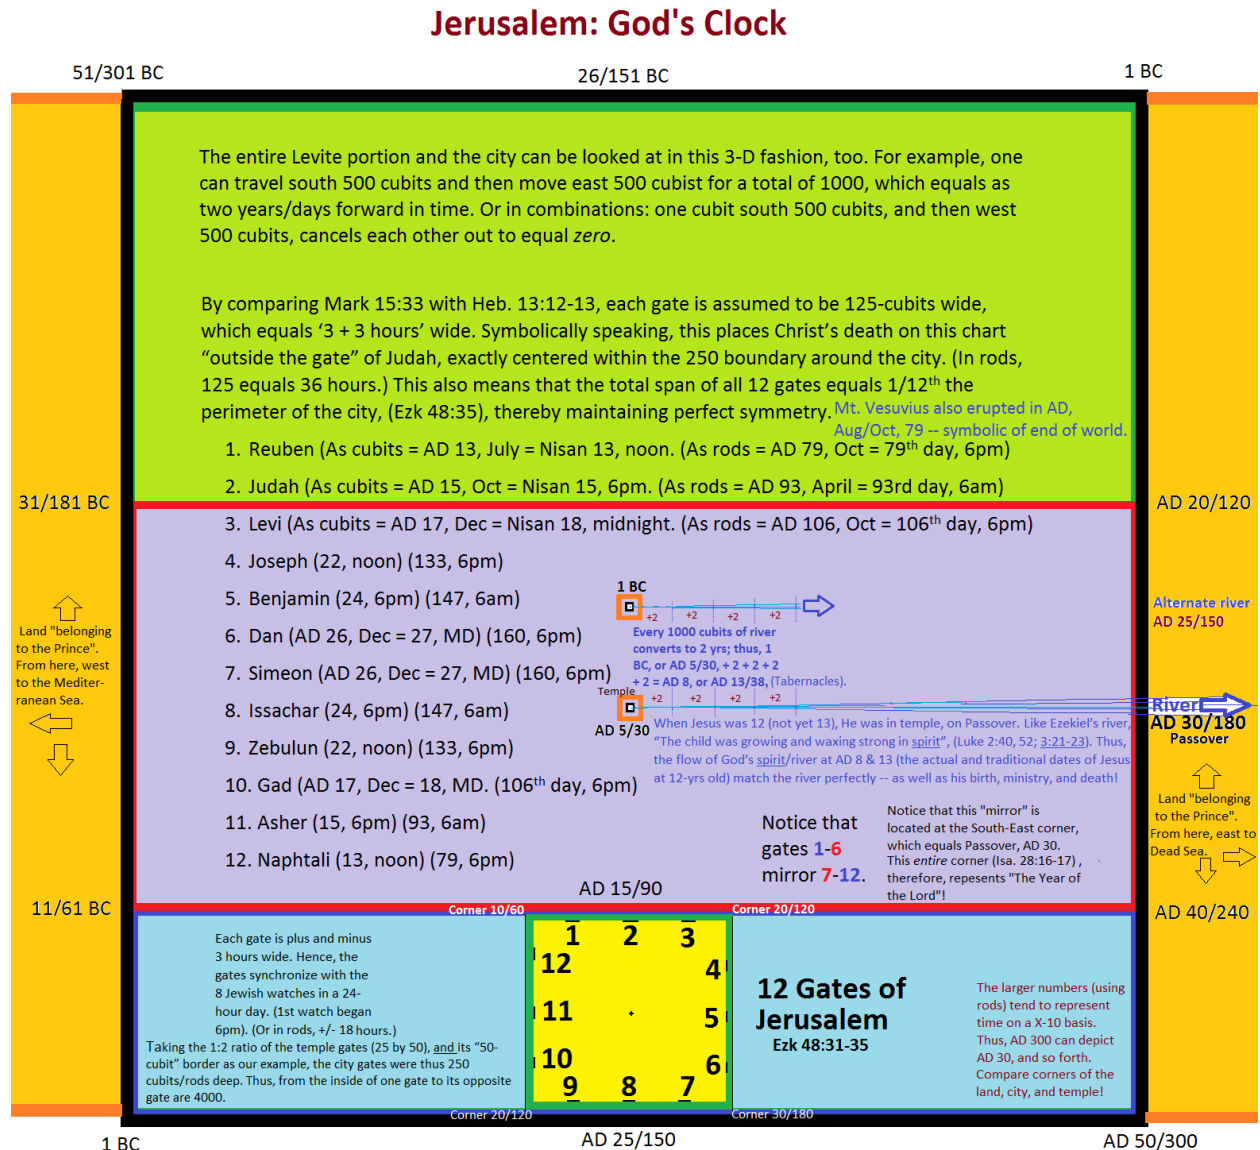 Jerusalem: God's Clock
51/301 BC
26/151 BC
1 BC
The entire Levite portion and the city can be looked at in this 3-D fashion, too. For example, one
can travel south 500 cubits and then move east 500 cubist for a total of 1000, which equals as
two years/days forward in time. Or in combinations: one cubit south 500 cubits, and then west
500 cubits, cancels each other out to equal zero.
By comparing Mark 15:33 with Heb. 13:12-13, each gate is assumed to be 125-cubits wide,
which equals ‘3 + 3 hours’ wide. Symbolically speaking, this places Christ’s death on this chart
“outside the gate” of Judah, exactly centered within the 250 boundary around the city. (In rods,
125 equals 36 hours.) This also means that the total span of all 12 gates equals 1/12th the
perimeter of the city, (Ezk 48:35), thereby maintaining perfect symmetry.
Mt. Vesuvius also erupted in AD,
Aug/Oct, 79 -- symbolic of end of world.
1. Reuben (As cubits = AD 13, July = Nisan 13, noon. (As rods = AD 79, Oct = 79th day, 6pm)
2. Judah (As cubits = AD 15, Oct = Nisan 15, 6pm. (As rods = AD 93, April = 93rd day, 6am)
31/181 BC
AD 20/120
3. Levi (As cubits = AD 17, Dec = Nisan 18, midnight. (As rods = AD 106, Oct = 106th day, 6pm)
4. Joseph (22, noon) (133, 6pm)
5. Benjamin (24, 6pm) (147, 6am)
6. Dan (AD 26, Dec = 27, MD) (160, 6pm)
7. Simeon (AD 26, Dec = 27, MD) (160, 6pm)
8. Issachar (24, 6pm) (147, 6am)
9. Zebulun (22, noon) (133, 6pm)
10. Gad (AD 17, Dec = 18, MD. (106th day, 6pm)
11. Asher (15, 6pm) (93, 6am)
12. Naphtali (13, noon) (79, 6pm)
1 BC
+2 +2 +2 +2
Every 1000 cubits of river
converts to 2 yrs; thus, 1
BC, or AD 5/30, + 2 + 2 + 2
+ 2 = AD 8, or AD 13/38, (Tabernacles).
Temple
+2 +2 +2 +2
AD 5/30
When Jesus was 12 (not yet 13), He was in temple, on Passover. Like Ezekiel’s river,
“The child was growing and waxing strong in spirit”, (Luke 2:40, 52; 3:21-23). Thus,
the flow of God’s spirit/river at AD 8 & 13 (the actual and traditional dates of Jesus
at 12-yrs old) match the river perfectly -- as well as his birth, ministry, and death!
Alternate river
AD 25/150
River
AD 30/180
Passover
Land "belonging
to the Prince".
From here, west
to the Mediter-
ranean Sea.
Land "belonging
to the Prince".
From here, east to
Dead Sea.
Notice that
gates 1-6
mirror 7-12.
Notice that this "mirror" is
located at the South-East corner,
which equals Passover, AD 30.
This entire corner (Isa. 28:16-17) ,
therefore, repesents "The Year of
the Lord"!
AD 15/90
11/61 BC
AD 40/240
Corner 10/60
Corner 20/120
Each gate is plus and minus
3 hours wide. Hence, the
gates synchronize with the
8 Jewish watches in a 24-
hour day. (1st watch began
6pm). (Or in rods, +/- 18 hours.)
Taking the 1:2 ratio of the temple gates (25 by 50), and its “50-
cubit” border as our example, the city gates were thus 250
cubits/rods deep. Thus, from the inside of one gate to its opposite
gate are 4000.
1 2 3
12 4
11 5
10 6
9 8 7
12 Gates of
Jerusalem
Ezk 48:31-35
The larger numbers (using
rods) tend to represent
time on a X-10 basis.
Thus, AD 300 can depict
AD 30, and so forth.
Compare corners of the
land, city, and temple!
Corner 20/120
Corner 30/180
1 BC
AD 25/150
AD 50/300